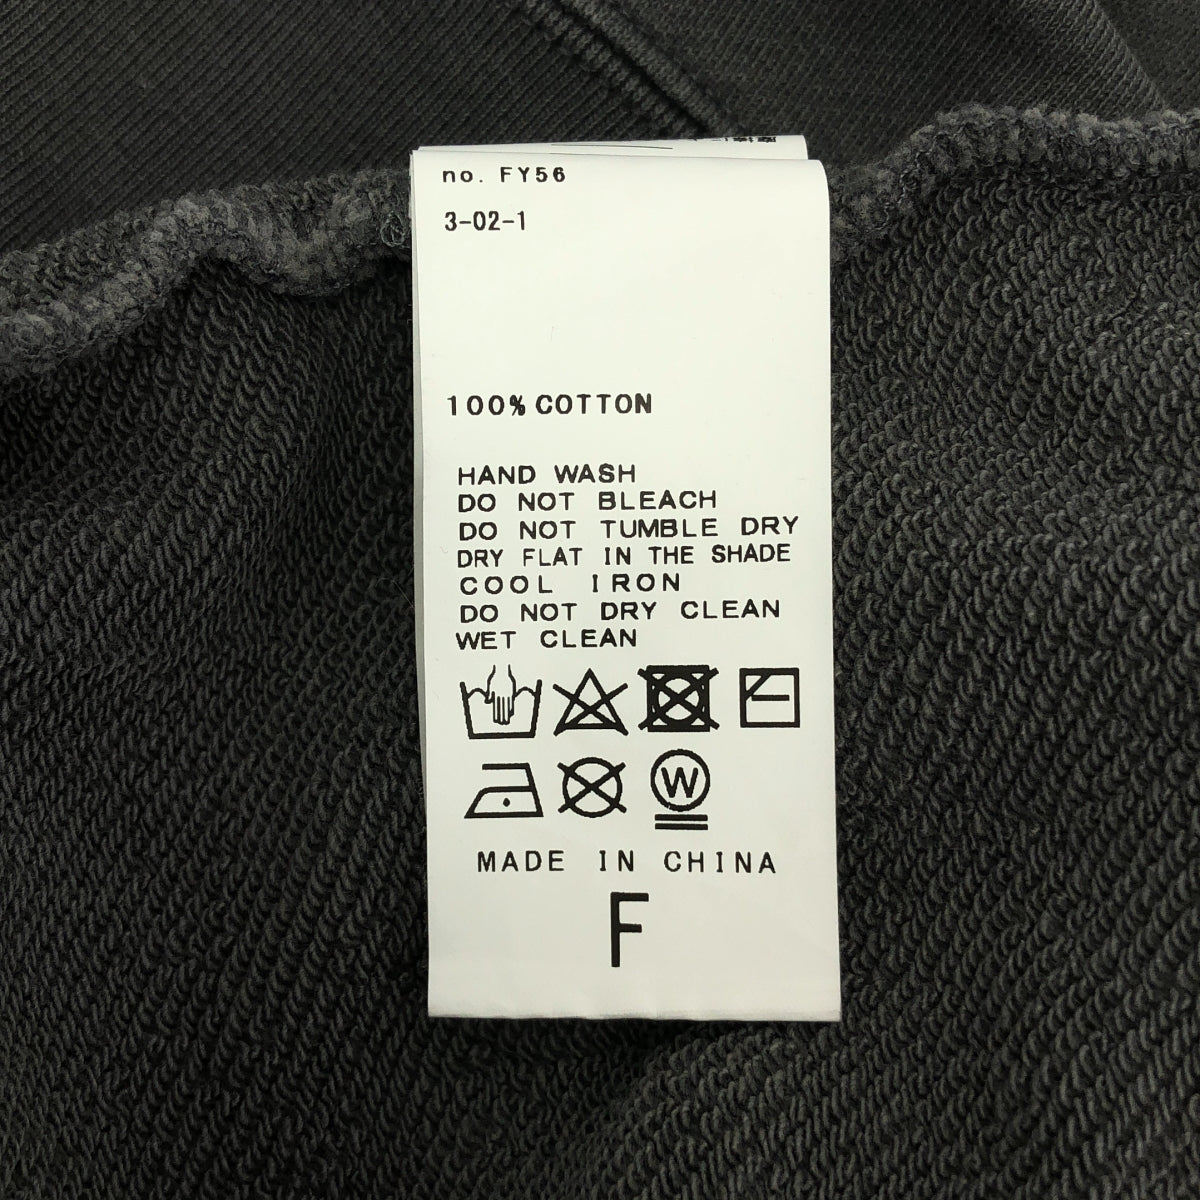 no. FY56
3-02-1
100% COTTON
HAND WASH
DO NOT BLEACH
DO NOT TUMBLE DRY
DRY FLAT IN THE SHADE
COOL IRON
DO NOT DRY CLEAN
WET CLEAN
W
MADE IN CHINA
F